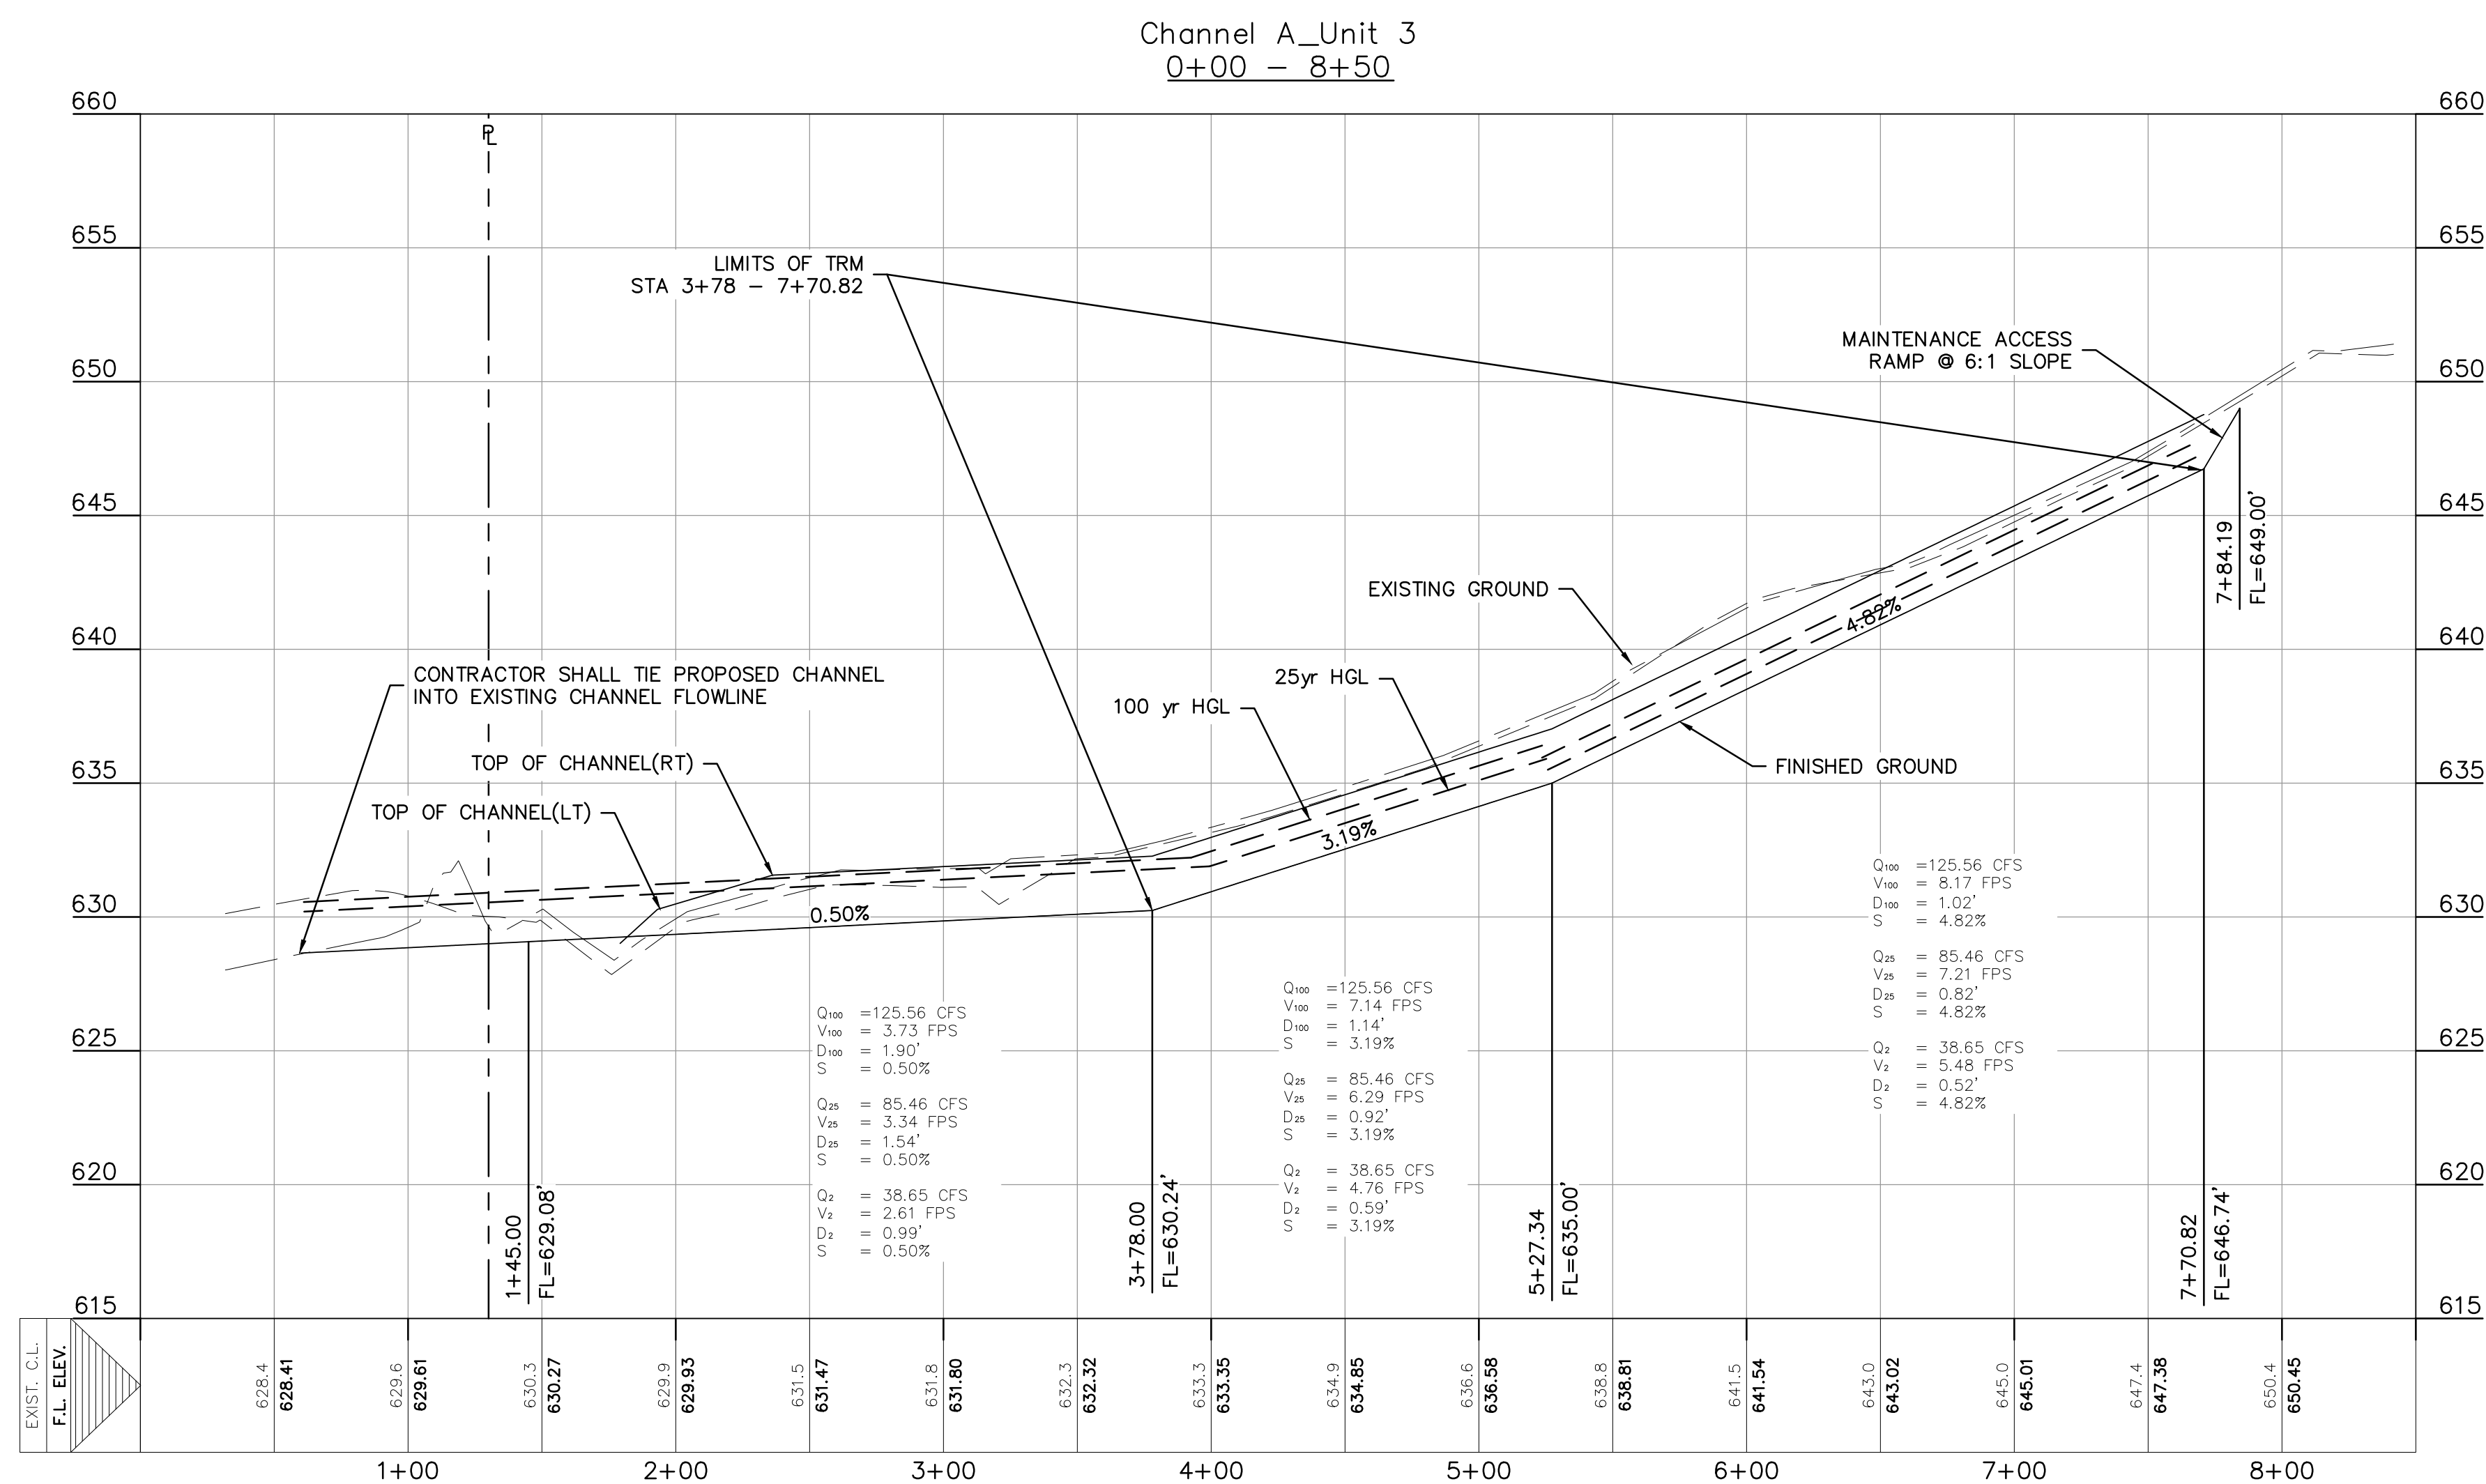 Channel A_Unit 3
0+00 - 8+50
660
660
655
655
650
650
645
645
640
640
635
635
630
630
625
625
620
620
615
615
PL
LIMITS OF TRM
STA 3+78 - 7+70.82
MAINTENANCE ACCESS
RAMP @ 6:1 SLOPE
7+84.19
FL=649.00'
EXISTING GROUND
4.82%
CONTRACTOR SHALL TIE PROPOSED CHANNEL
INTO EXISTING CHANNEL FLOWLINE
25yr HGL
100 yr HGL
TOP OF CHANNEL(RT)
FINISHED GROUND
TOP OF CHANNEL(LT)
3.19%
0.50%
Q100 =125.56 CFS
V100 = 3.73 FPS
D100 = 1.90'
S = 0.50%
Q25 = 85.46 CFS
V25 = 3.34 FPS
D25 = 1.54'
S = 0.50%
Q2 = 38.65 CFS
V2 = 2.61 FPS
D2 = 0.99'
S = 0.50%
Q100 =125.56 CFS
V100 = 7.14 FPS
D100 = 1.14'
S = 3.19%
Q25 = 85.46 CFS
V25 = 6.29 FPS
D25 = 0.92'
S = 3.19%
Q2 = 38.65 CFS
V2 = 4.76 FPS
D2 = 0.59'
S = 3.19%
Q100 =125.56 CFS
V100 = 8.17 FPS
D100 = 1.02'
S = 4.82%
Q25 = 85.46 CFS
V25 = 7.21 FPS
D25 = 0.82'
S = 4.82%
Q2 = 38.65 CFS
V2 = 5.48 FPS
D2 = 0.52'
S = 4.82%
1+45.00
FL=629.08'
3+78.00
FL=630.24'
5+27.34
FL=635.00'
7+70.82
FL=646.74'
EXIST. C.L.
F.L. ELEV.
628.4
628.41
629.6
629.61
630.3
630.27
629.9
629.93
631.5
631.47
631.8
631.80
632.3
632.32
633.3
633.35
634.9
634.85
636.6
636.58
638.8
638.81
641.5
641.54
643.0
643.02
645.0
645.01
647.4
647.38
650.4
650.45
1+00
2+00
3+00
4+00
5+00
6+00
7+00
8+00